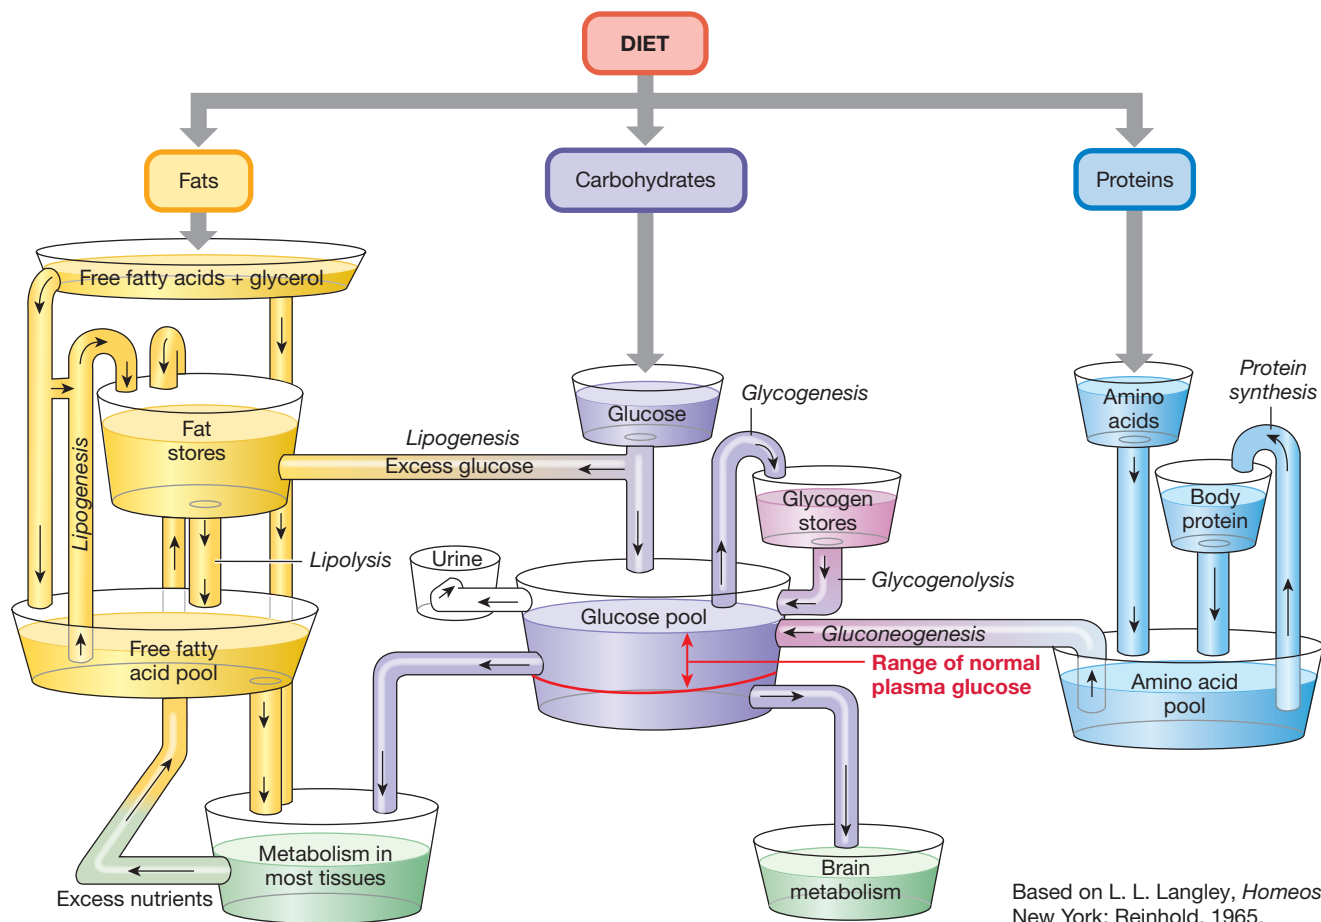 DIET
Fats
Carbohydrates
Proteins
Free fatty acids + glycerol
Glucose
Glycogenesis
Amino
acids
Protein
synthesis
Fat
stores
Lipogenesis
Excess glucose
Lipogenesis
Glycogen
stores
Body
protein
Lipolysis
Urine
Glycogenolysis
Glucose pool
Gluconeogenesis
Free fatty
acid pool
Range of normal
plasma glucose
Amino acid
pool
Metabolism in
most tissues
Brain
metabolism
Excess nutrients
Based on L. L. Langley, Homeos
New York: Reinhold, 1965.